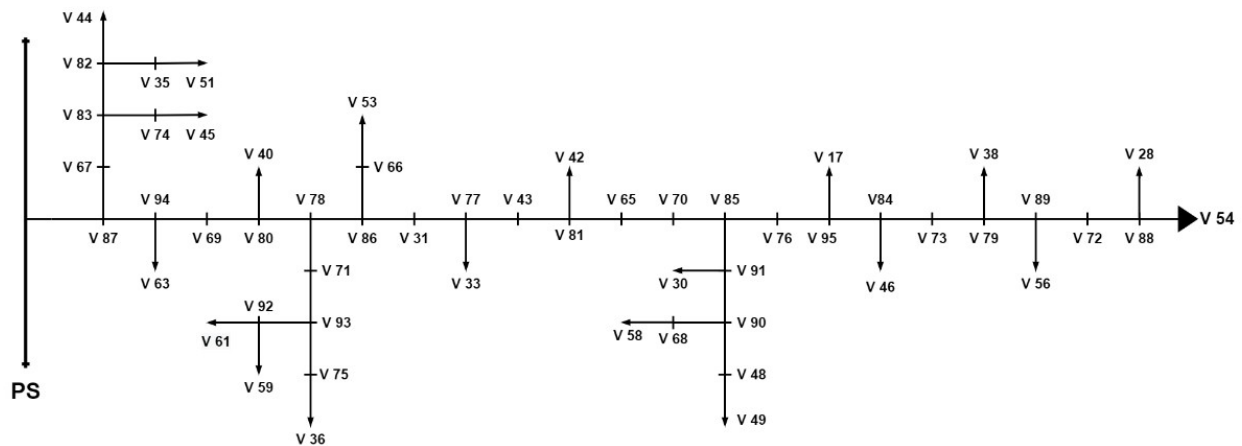 V 44
V 82
V 35 V 51
V 53
V 83
V 74 V 45
V 40 V 42 V 17 V 38 V 28
V 67 V 66
V 94 V 78 V 77 V 43 V 65 V 70 V 85 V84 V 89
V 54
V 87 V 69 V 80 V 86 V 31 V 81 V 76 V 95 V 73 V 79 V 72 V 88
V 71 V 91
V 63 V 33 V 30 V 46 V 56
V 92
V 93 V 90
V 61 V 58 V 68
V 75 V 48
V 59
PS
V 49
V 36